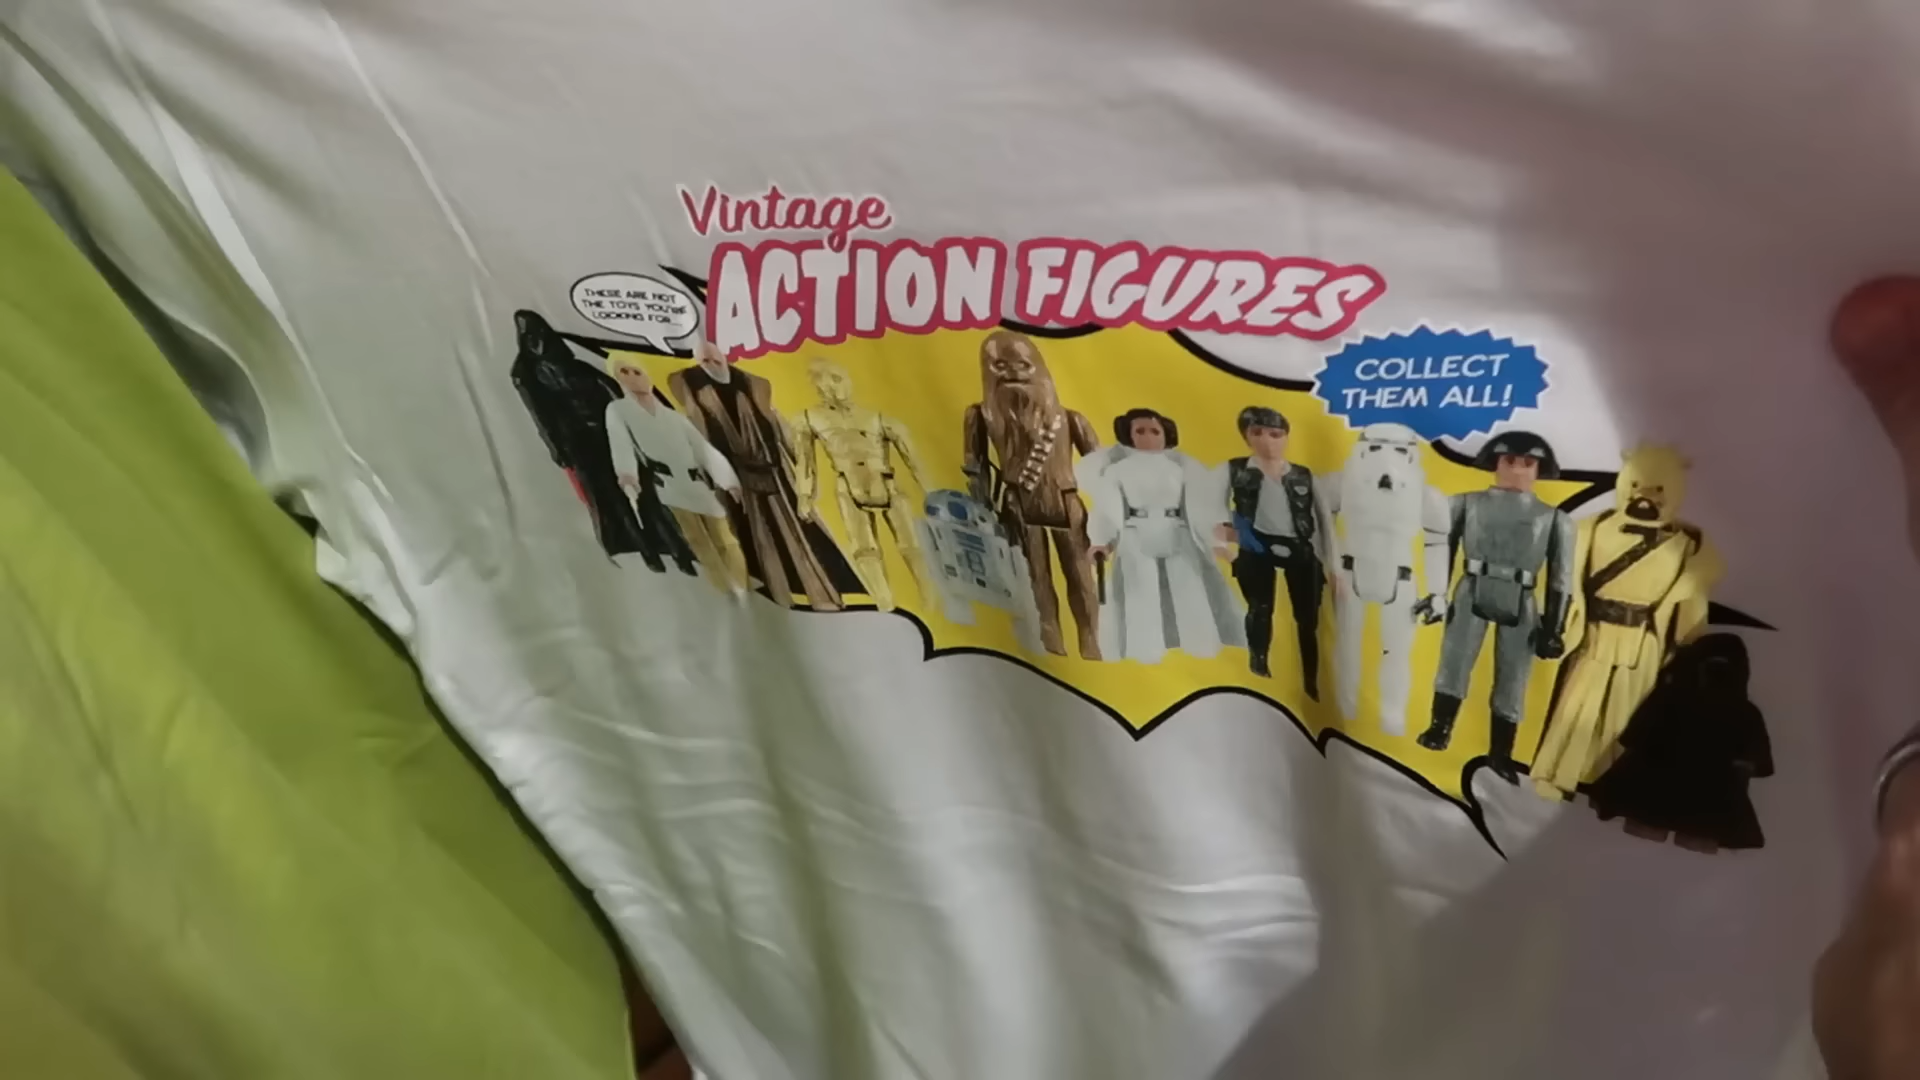 Vintage
ACTION FIGURES
THESE ARE NOT
THE TOYS YOU'RE
LOOKING FOR...
COLLECT
THEM ALL!